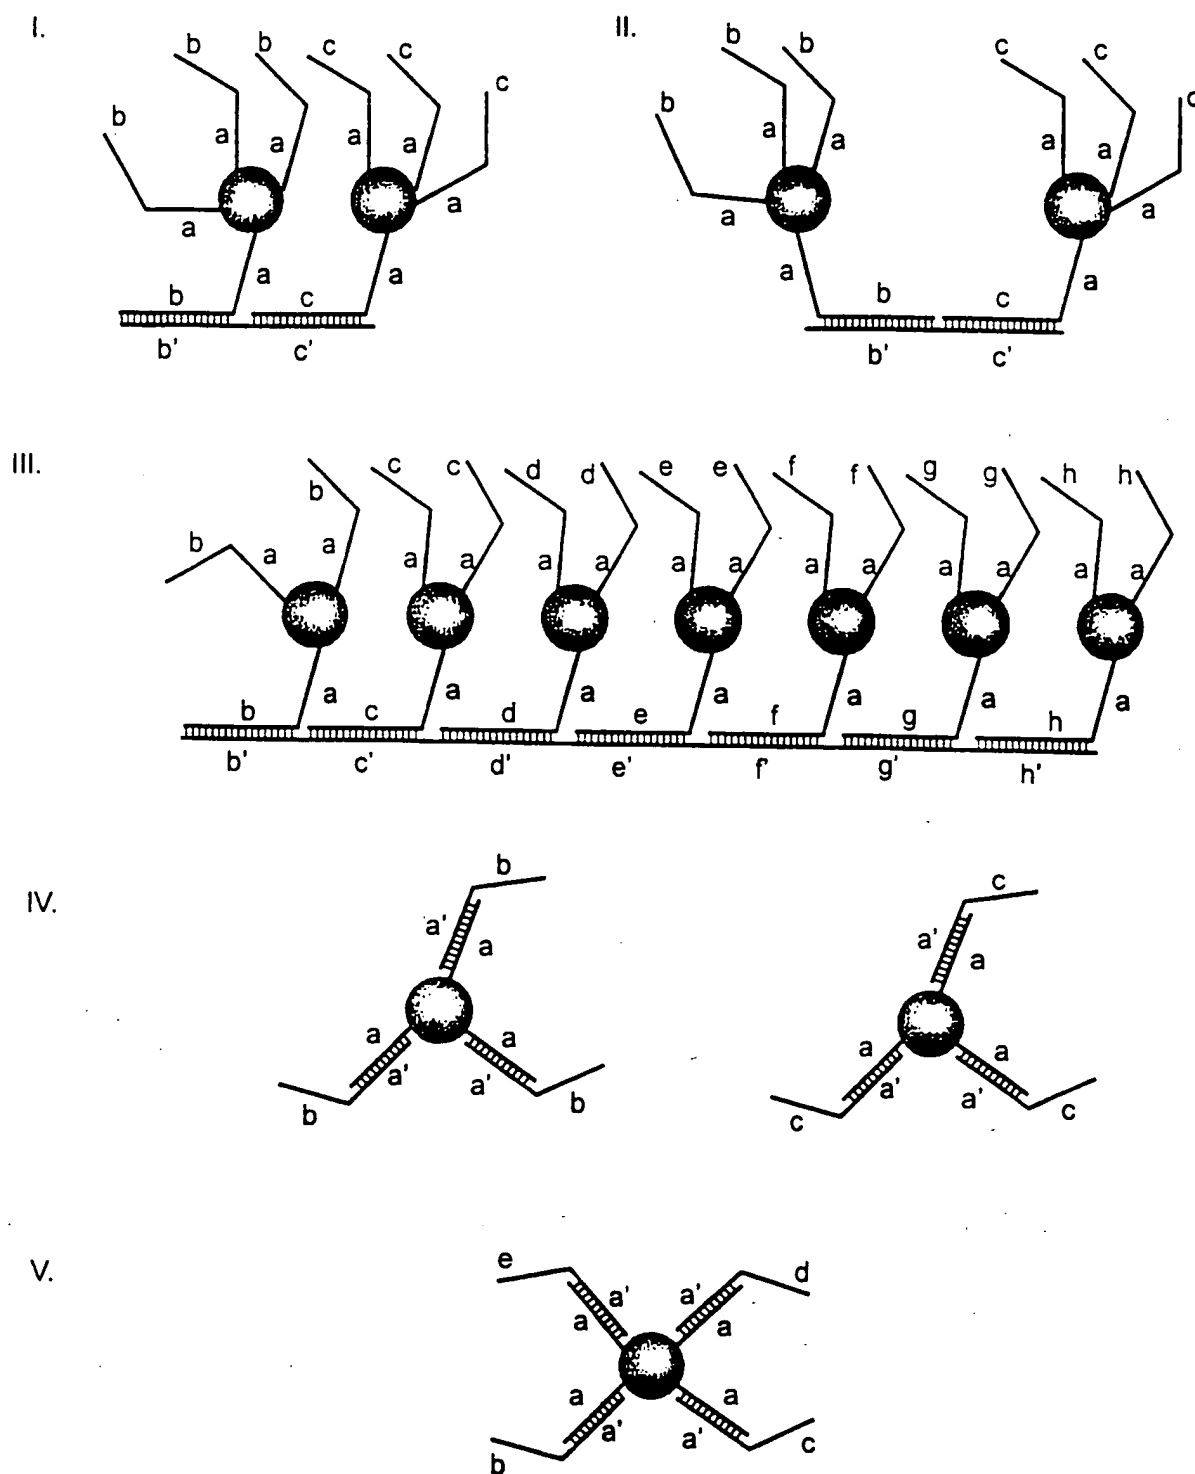 I.
b b c c
b c
a a a a
a a
a a
b c
b' c'
II.
b b c c
b c
a a a a
a a
a a
b c
b' c'
III.
b c c d d e e f f g g h h
b a a a a a a a a a a a a a a
a a a a a a a
b c d e f g h
b' c' d' e' f' g' h'
IV.
b c
a' a a' a
a a a a
a' a' a' a'
b b c c
V.
e d
a' a'
a a
a a
a' a'
b c